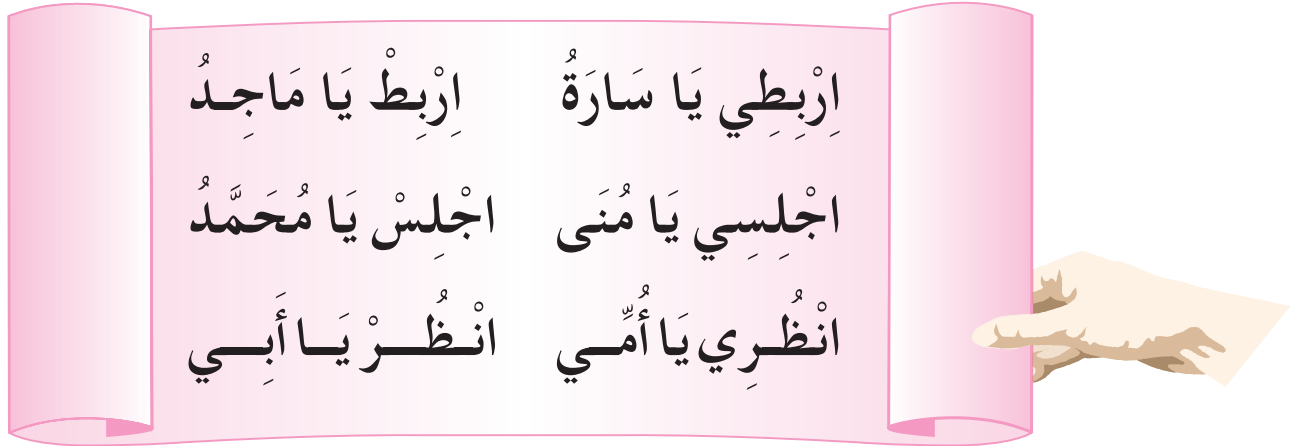 اِرْبِطِي يَا سَارَةُ اِرْبِطْ يَا مَاجِدُ
اجْلِسِي يَا مُنَى اجْلِسْ يَا مُحَمَّدُ
انْظُرِي يَا أُمِّي انْظُرْ يَا أَبِي